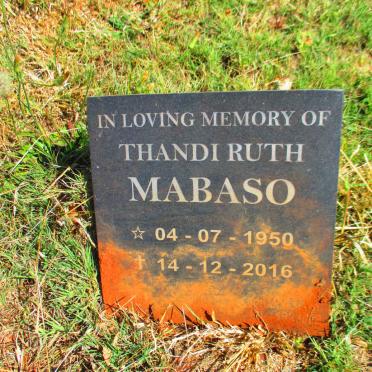 IN LOVING MEMORY OF
THANDI RUTH
MABASO
☆ 04 - 07 - 1950
✝ 14 - 12 - 2016